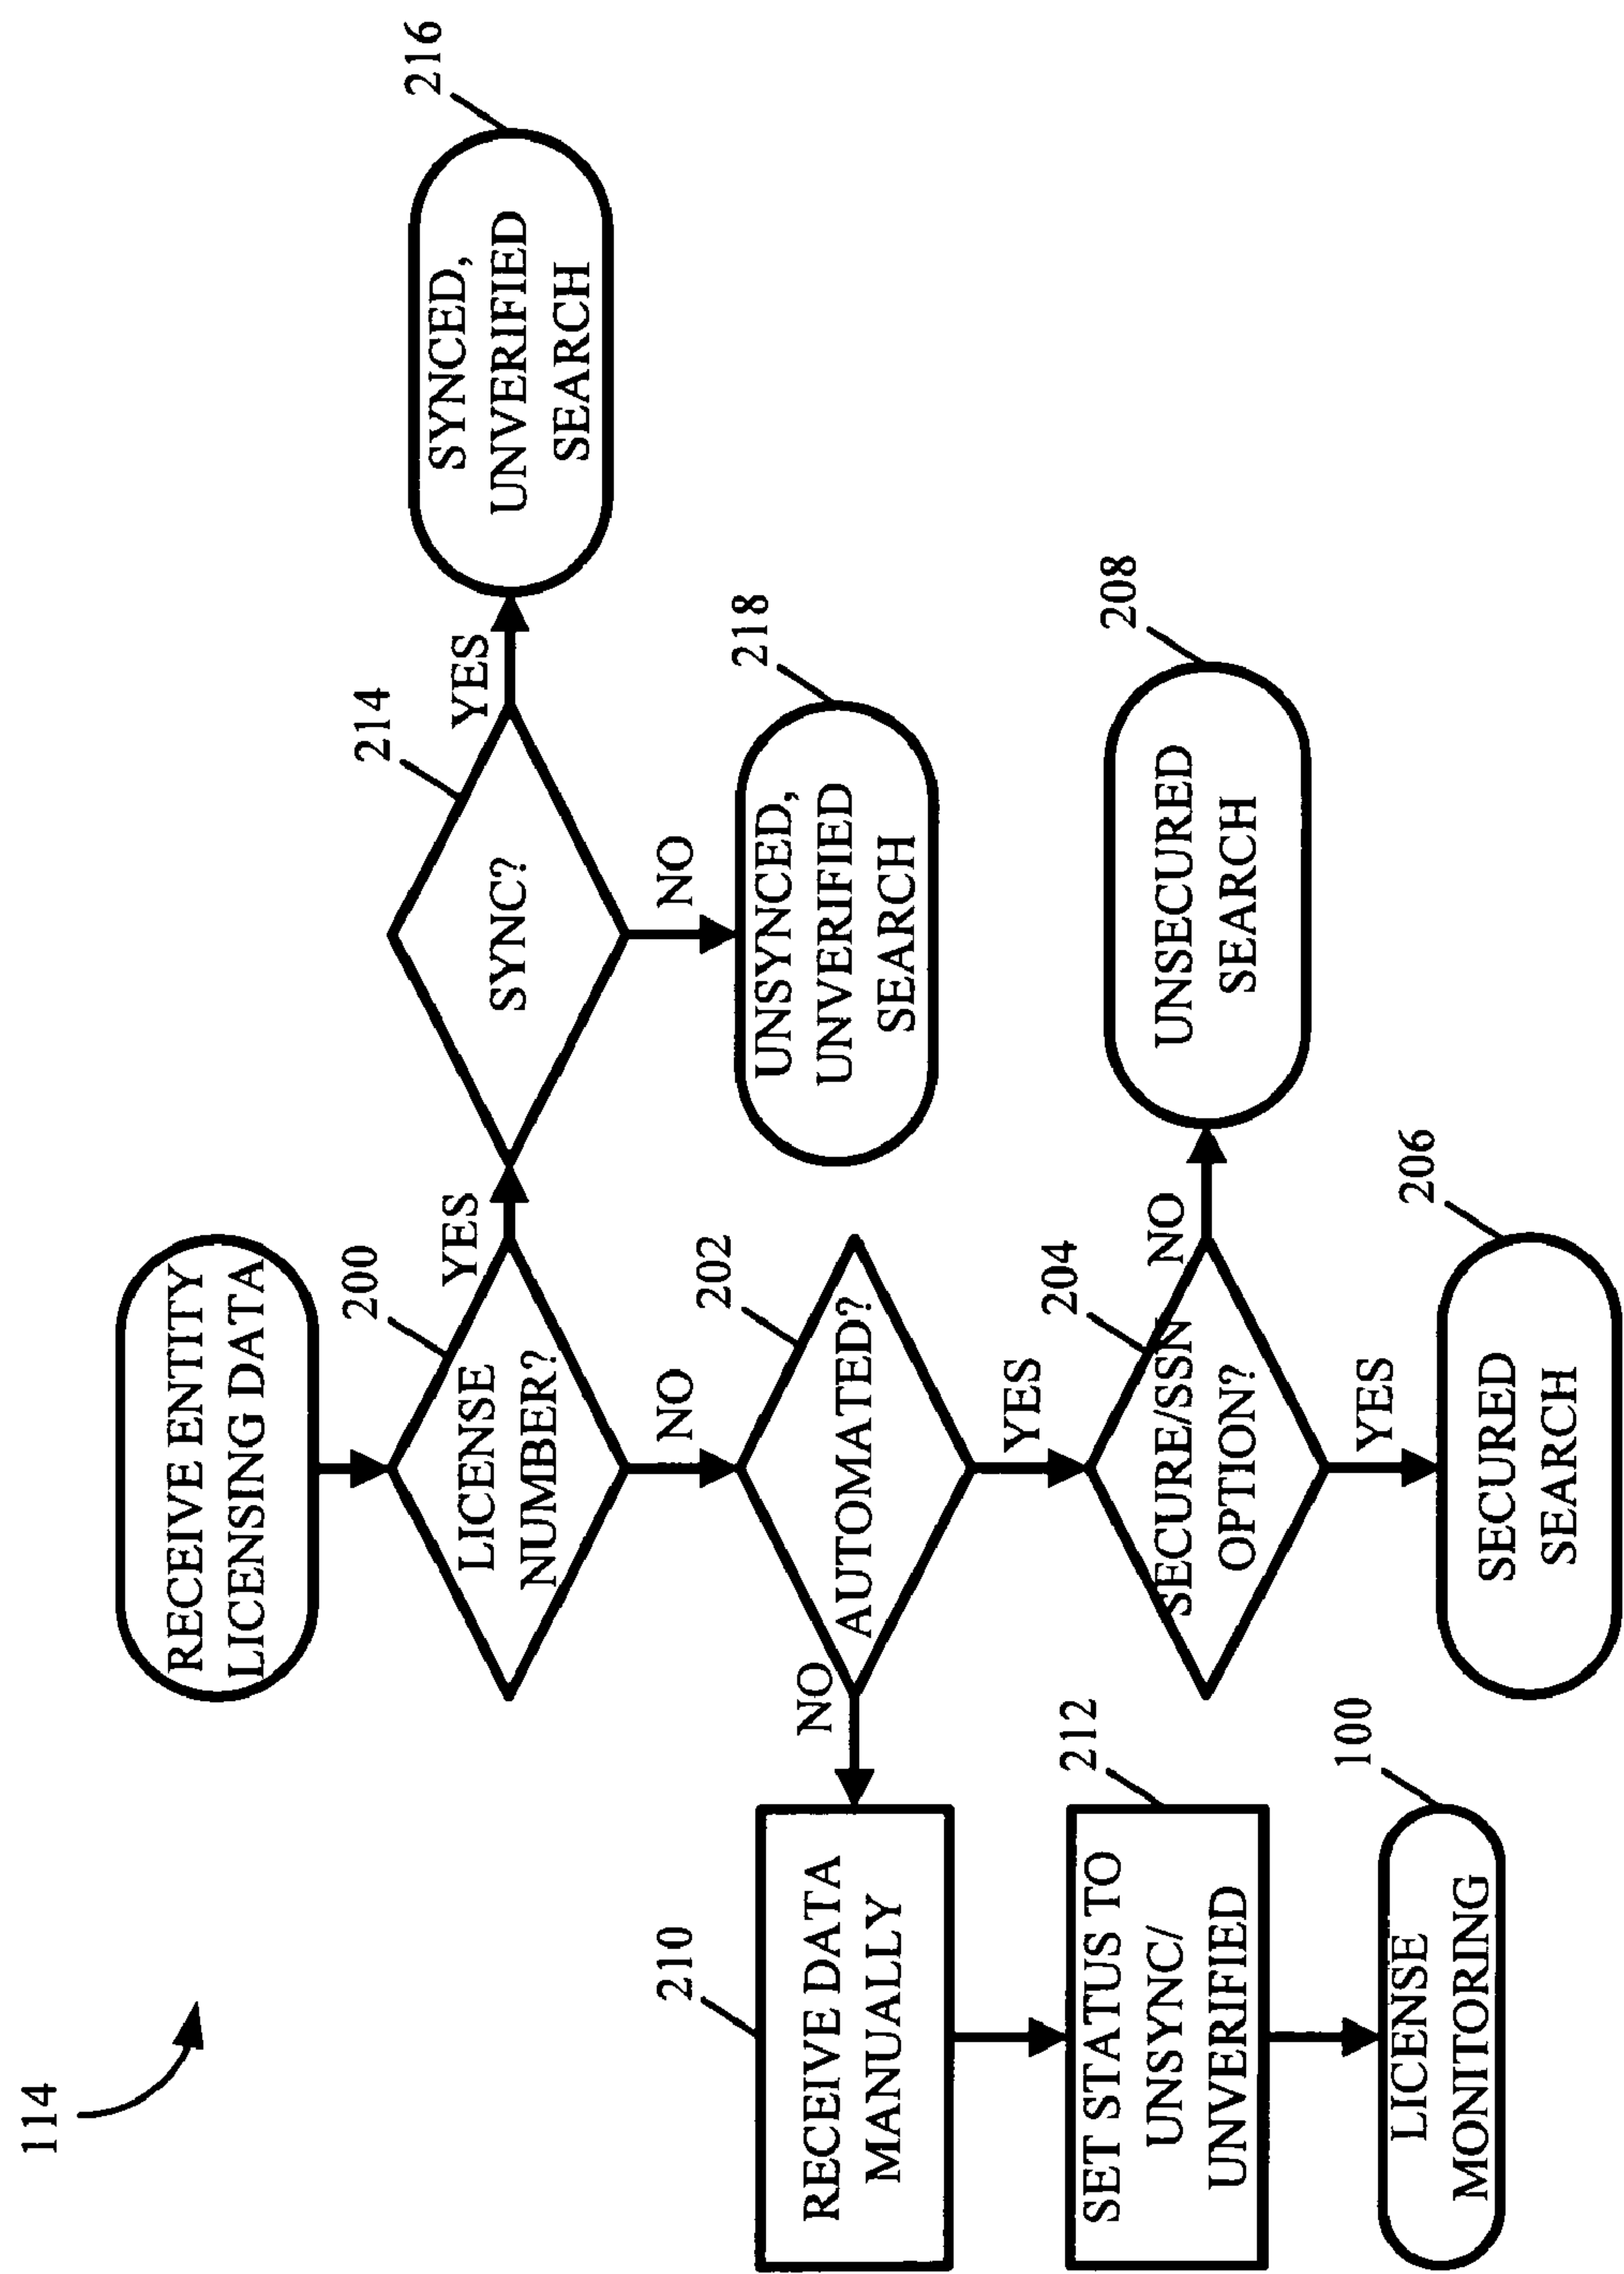 114
RECEIVE ENTITY
LICENSING DATA
200
LICENSE
NUMBER?
YES
214
SYNC?
YES
216
SYNCED,
UNVERIFIED
SEARCH
NO
218
UNSYNCED,
UNVERIFIED
SEARCH
NO
202
AUTOMATED?
NO
210
RECEIVE DATA
MANUALLY
212
SET STATUS TO
UNSYNC/
UNVERIFIED
100
LICENSE
MONITORING
YES
204
SECURE/SSN
OPTION?
NO
208
UNSECURED
SEARCH
YES
206
SECURED
SEARCH